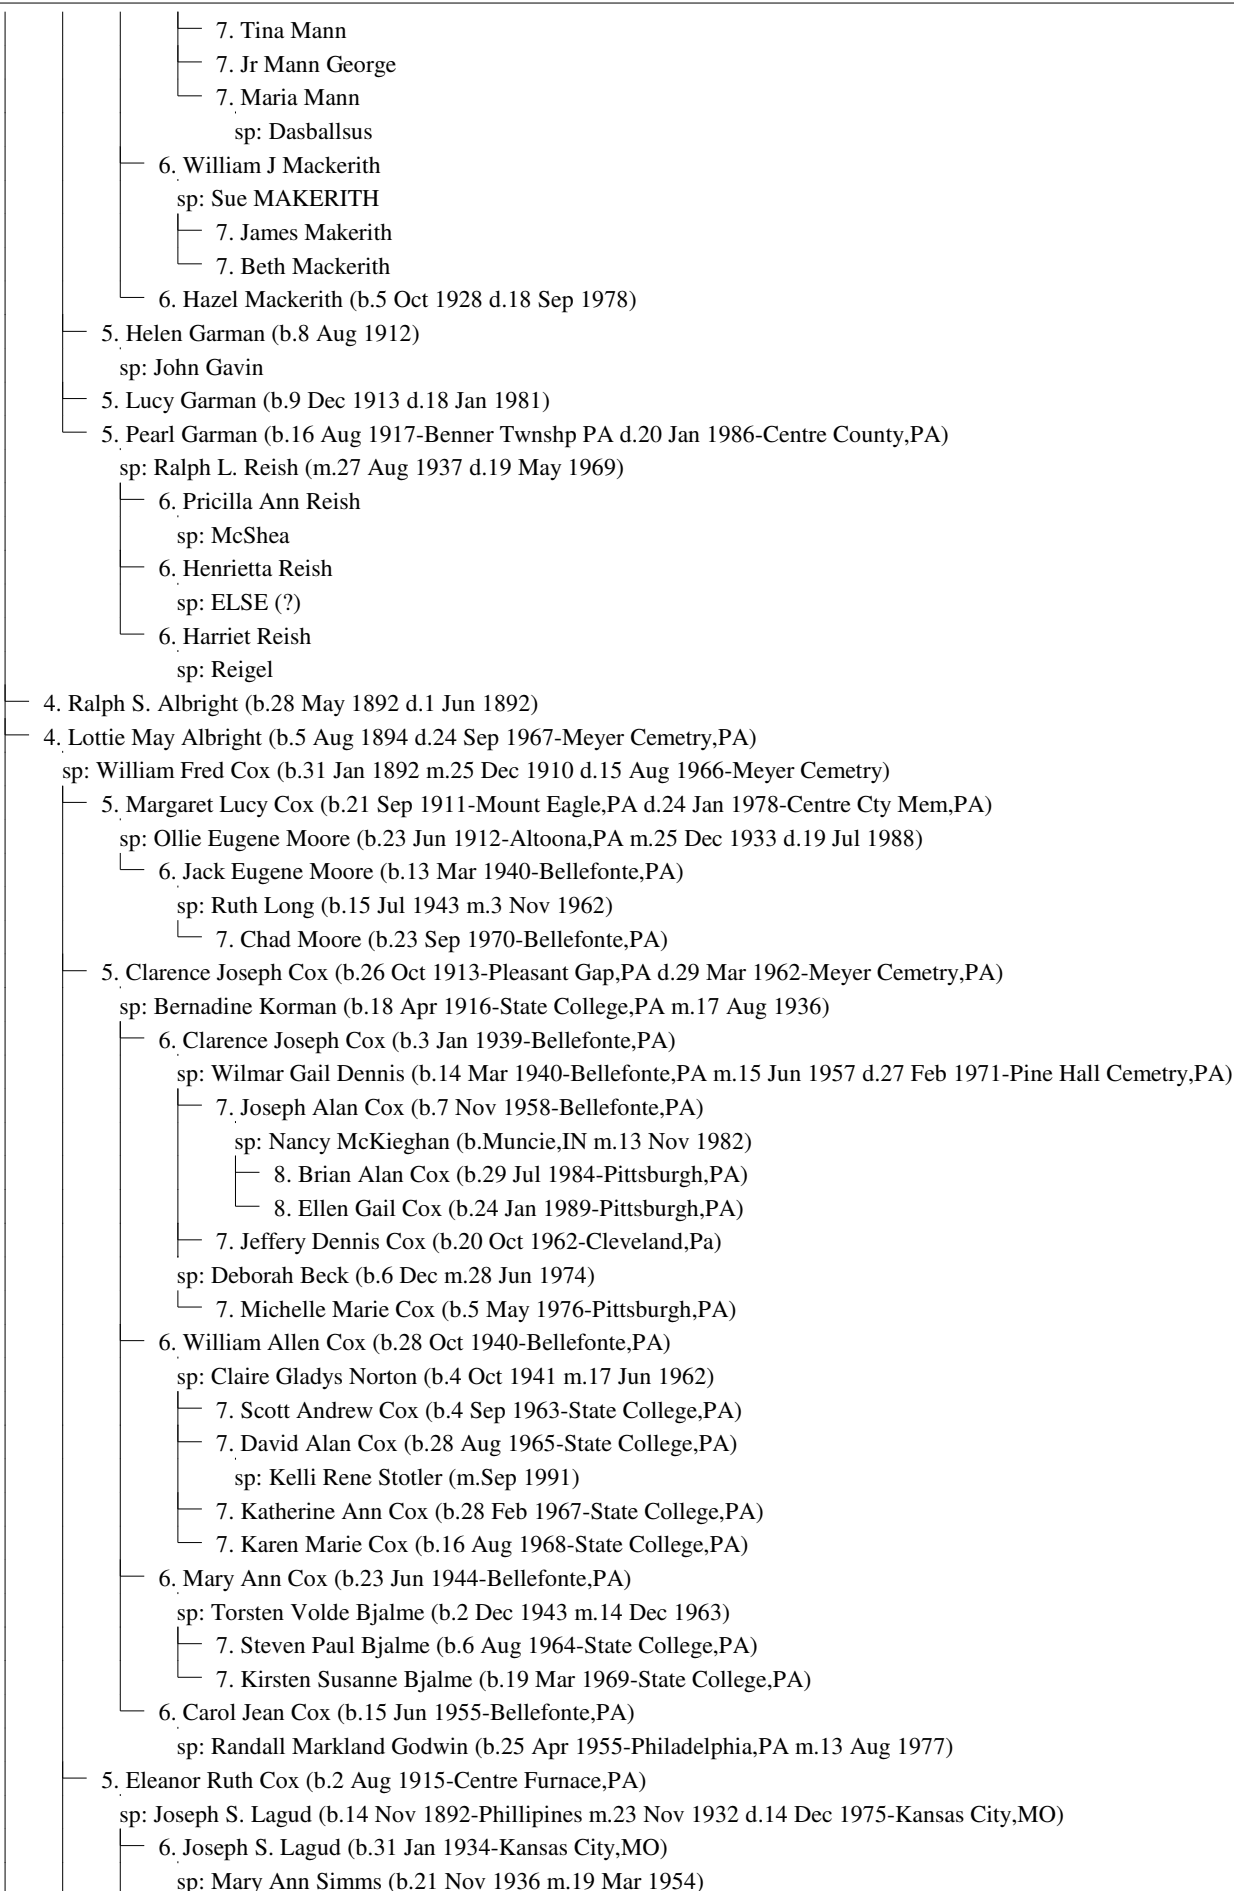 7. Tina Mann
7. Jr Mann George
7. Maria Mann
sp: Dasballsus
6. William J Mackerith
sp: Sue MAKERITH
7. James Makerith
7. Beth Mackerith
6. Hazel Mackerith (b.5 Oct 1928 d.18 Sep 1978)
5. Helen Garman (b.8 Aug 1912)
sp: John Gavin
5. Lucy Garman (b.9 Dec 1913 d.18 Jan 1981)
5. Pearl Garman (b.16 Aug 1917-Benner Twnshp PA d.20 Jan 1986-Centre County,PA)
sp: Ralph L. Reish (m.27 Aug 1937 d.19 May 1969)
6. Pricilla Ann Reish
sp: McShea
6. Henrietta Reish
sp: ELSE (?)
6. Harriet Reish
sp: Reigel
4. Ralph S. Albright (b.28 May 1892 d.1 Jun 1892)
4. Lottie May Albright (b.5 Aug 1894 d.24 Sep 1967-Meyer Cemetry,PA)
sp: William Fred Cox (b.31 Jan 1892 m.25 Dec 1910 d.15 Aug 1966-Meyer Cemetry)
5. Margaret Lucy Cox (b.21 Sep 1911-Mount Eagle,PA d.24 Jan 1978-Centre Cty Mem,PA)
sp: Ollie Eugene Moore (b.23 Jun 1912-Altoona,PA m.25 Dec 1933 d.19 Jul 1988)
6. Jack Eugene Moore (b.13 Mar 1940-Bellefonte,PA)
sp: Ruth Long (b.15 Jul 1943 m.3 Nov 1962)
7. Chad Moore (b.23 Sep 1970-Bellefonte,PA)
5. Clarence Joseph Cox (b.26 Oct 1913-Pleasant Gap,PA d.29 Mar 1962-Meyer Cemetry,PA)
sp: Bernadine Korman (b.18 Apr 1916-State College,PA m.17 Aug 1936)
6. Clarence Joseph Cox (b.3 Jan 1939-Bellefonte,PA)
sp: Wilmar Gail Dennis (b.14 Mar 1940-Bellefonte,PA m.15 Jun 1957 d.27 Feb 1971-Pine Hall Cemetry,PA)
7. Joseph Alan Cox (b.7 Nov 1958-Bellefonte,PA)
sp: Nancy McKieghan (b.Muncie,IN m.13 Nov 1982)
8. Brian Alan Cox (b.29 Jul 1984-Pittsburgh,PA)
8. Ellen Gail Cox (b.24 Jan 1989-Pittsburgh,PA)
7. Jeffery Dennis Cox (b.20 Oct 1962-Cleveland,Pa)
sp: Deborah Beck (b.6 Dec m.28 Jun 1974)
7. Michelle Marie Cox (b.5 May 1976-Pittsburgh,PA)
6. William Allen Cox (b.28 Oct 1940-Bellefonte,PA)
sp: Claire Gladys Norton (b.4 Oct 1941 m.17 Jun 1962)
7. Scott Andrew Cox (b.4 Sep 1963-State College,PA)
7. David Alan Cox (b.28 Aug 1965-State College,PA)
sp: Kelli Rene Stotler (m.Sep 1991)
7. Katherine Ann Cox (b.28 Feb 1967-State College,PA)
7. Karen Marie Cox (b.16 Aug 1968-State College,PA)
6. Mary Ann Cox (b.23 Jun 1944-Bellefonte,PA)
sp: Torsten Volde Bjalme (b.2 Dec 1943 m.14 Dec 1963)
7. Steven Paul Bjalme (b.6 Aug 1964-State College,PA)
7. Kirsten Susanne Bjalme (b.19 Mar 1969-State College,PA)
6. Carol Jean Cox (b.15 Jun 1955-Bellefonte,PA)
sp: Randall Markland Godwin (b.25 Apr 1955-Philadelphia,PA m.13 Aug 1977)
5. Eleanor Ruth Cox (b.2 Aug 1915-Centre Furnace,PA)
sp: Joseph S. Lagud (b.14 Nov 1892-Phillipines m.23 Nov 1932 d.14 Dec 1975-Kansas City,MO)
6. Joseph S. Lagud (b.31 Jan 1934-Kansas City,MO)
sp: Mary Ann Simms (b.21 Nov 1936 m.19 Mar 1954)